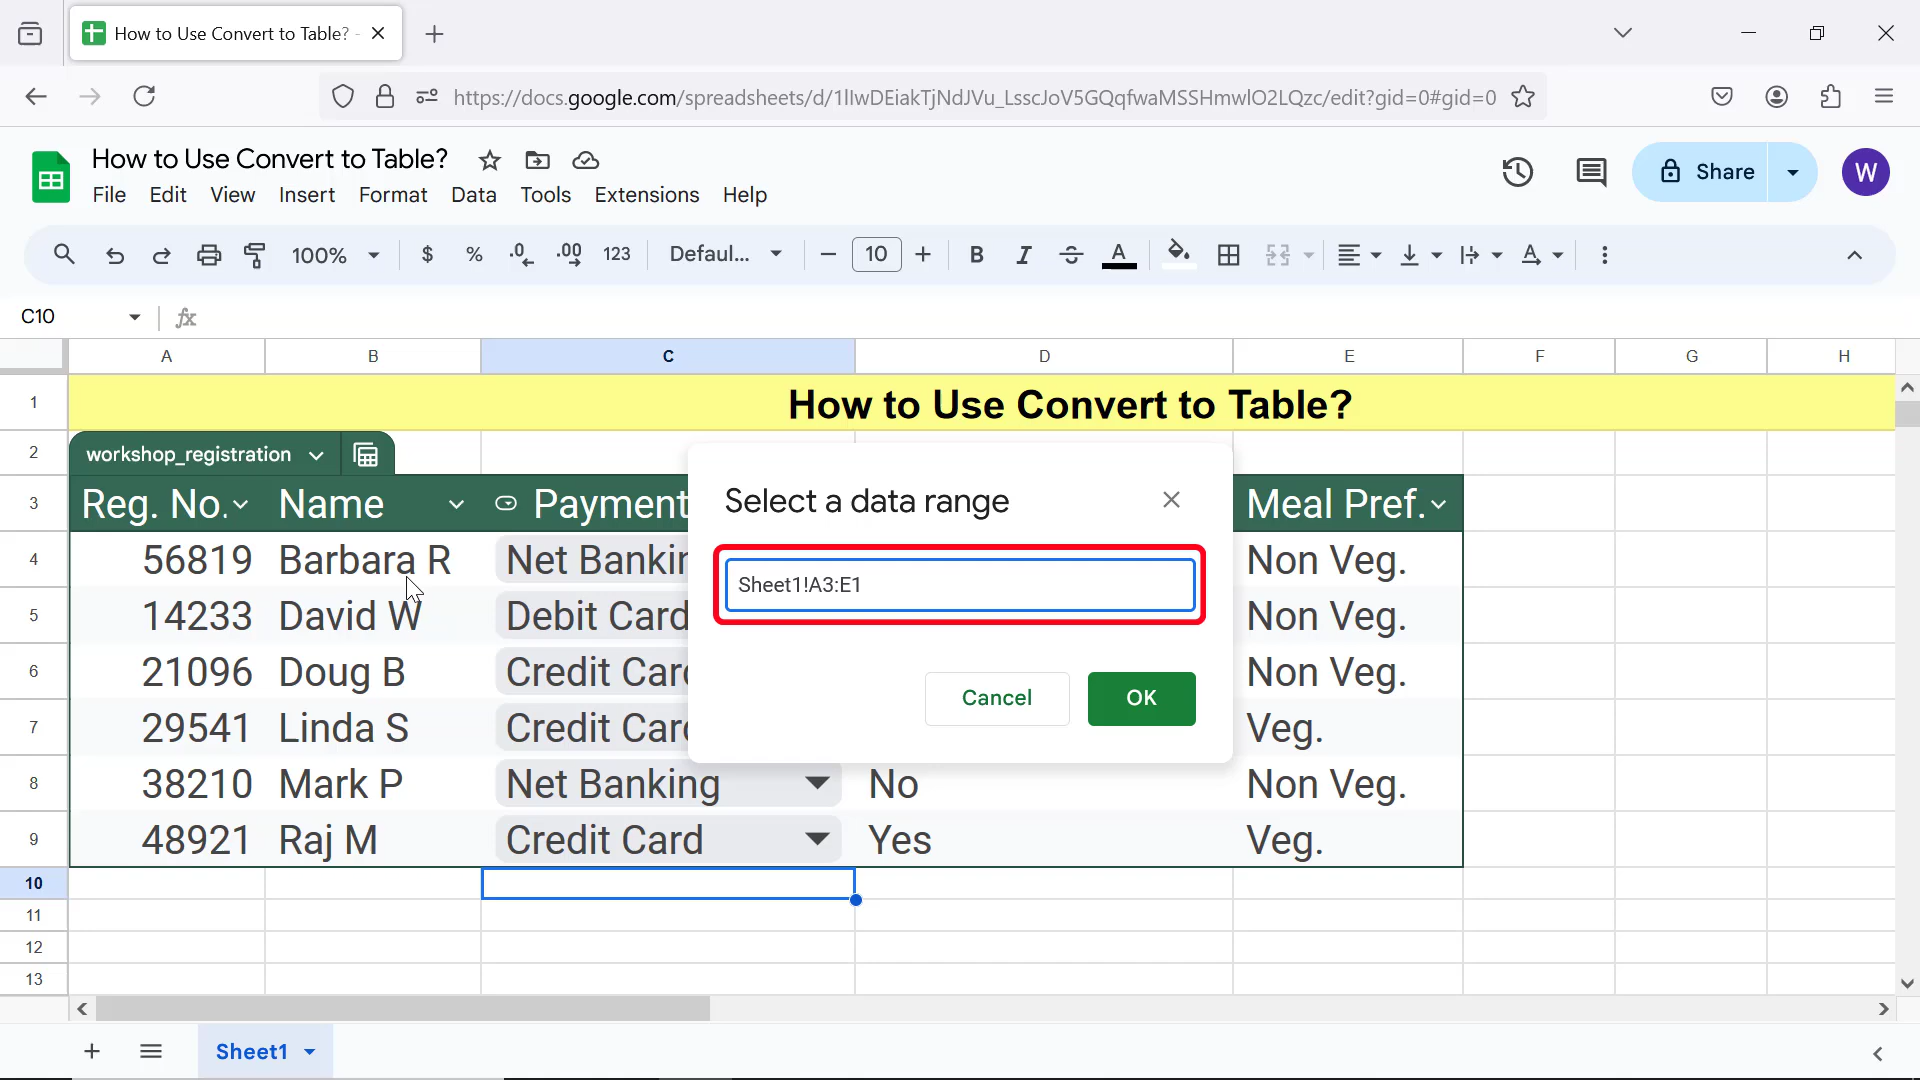 How to Use Convert to Table? -
https://docs.google.com/spreadsheets/d/1IlwDEiakTjNdJVu_LsscJoV5GQqfwaMSSHmwlO2LQzc/edit?gid=0#gid=0
How to Use Convert to Table?
File Edit View Insert Format Data Tools Extensions Help
Share
W
100% $ % .0 .00 123 Defaul... 10 B I A A
C10 fx
A B C D E F G H
1 How to Use Convert to Table?
2 workshop_registration
3 Reg. No. Name Payment Meal Pref.
4 56819 Barbara R Net Bankin Non Veg.
5 14233 David W Debit Card Non Veg.
6 21096 Doug B Credit Card Non Veg.
7 29541 Linda S Credit Card Veg.
8 38210 Mark P Net Banking No Non Veg.
9 48921 Raj M Credit Card Yes Veg.
10
11
12
13
Select a data range
Sheet1!A3:E1
Cancel OK
Sheet1